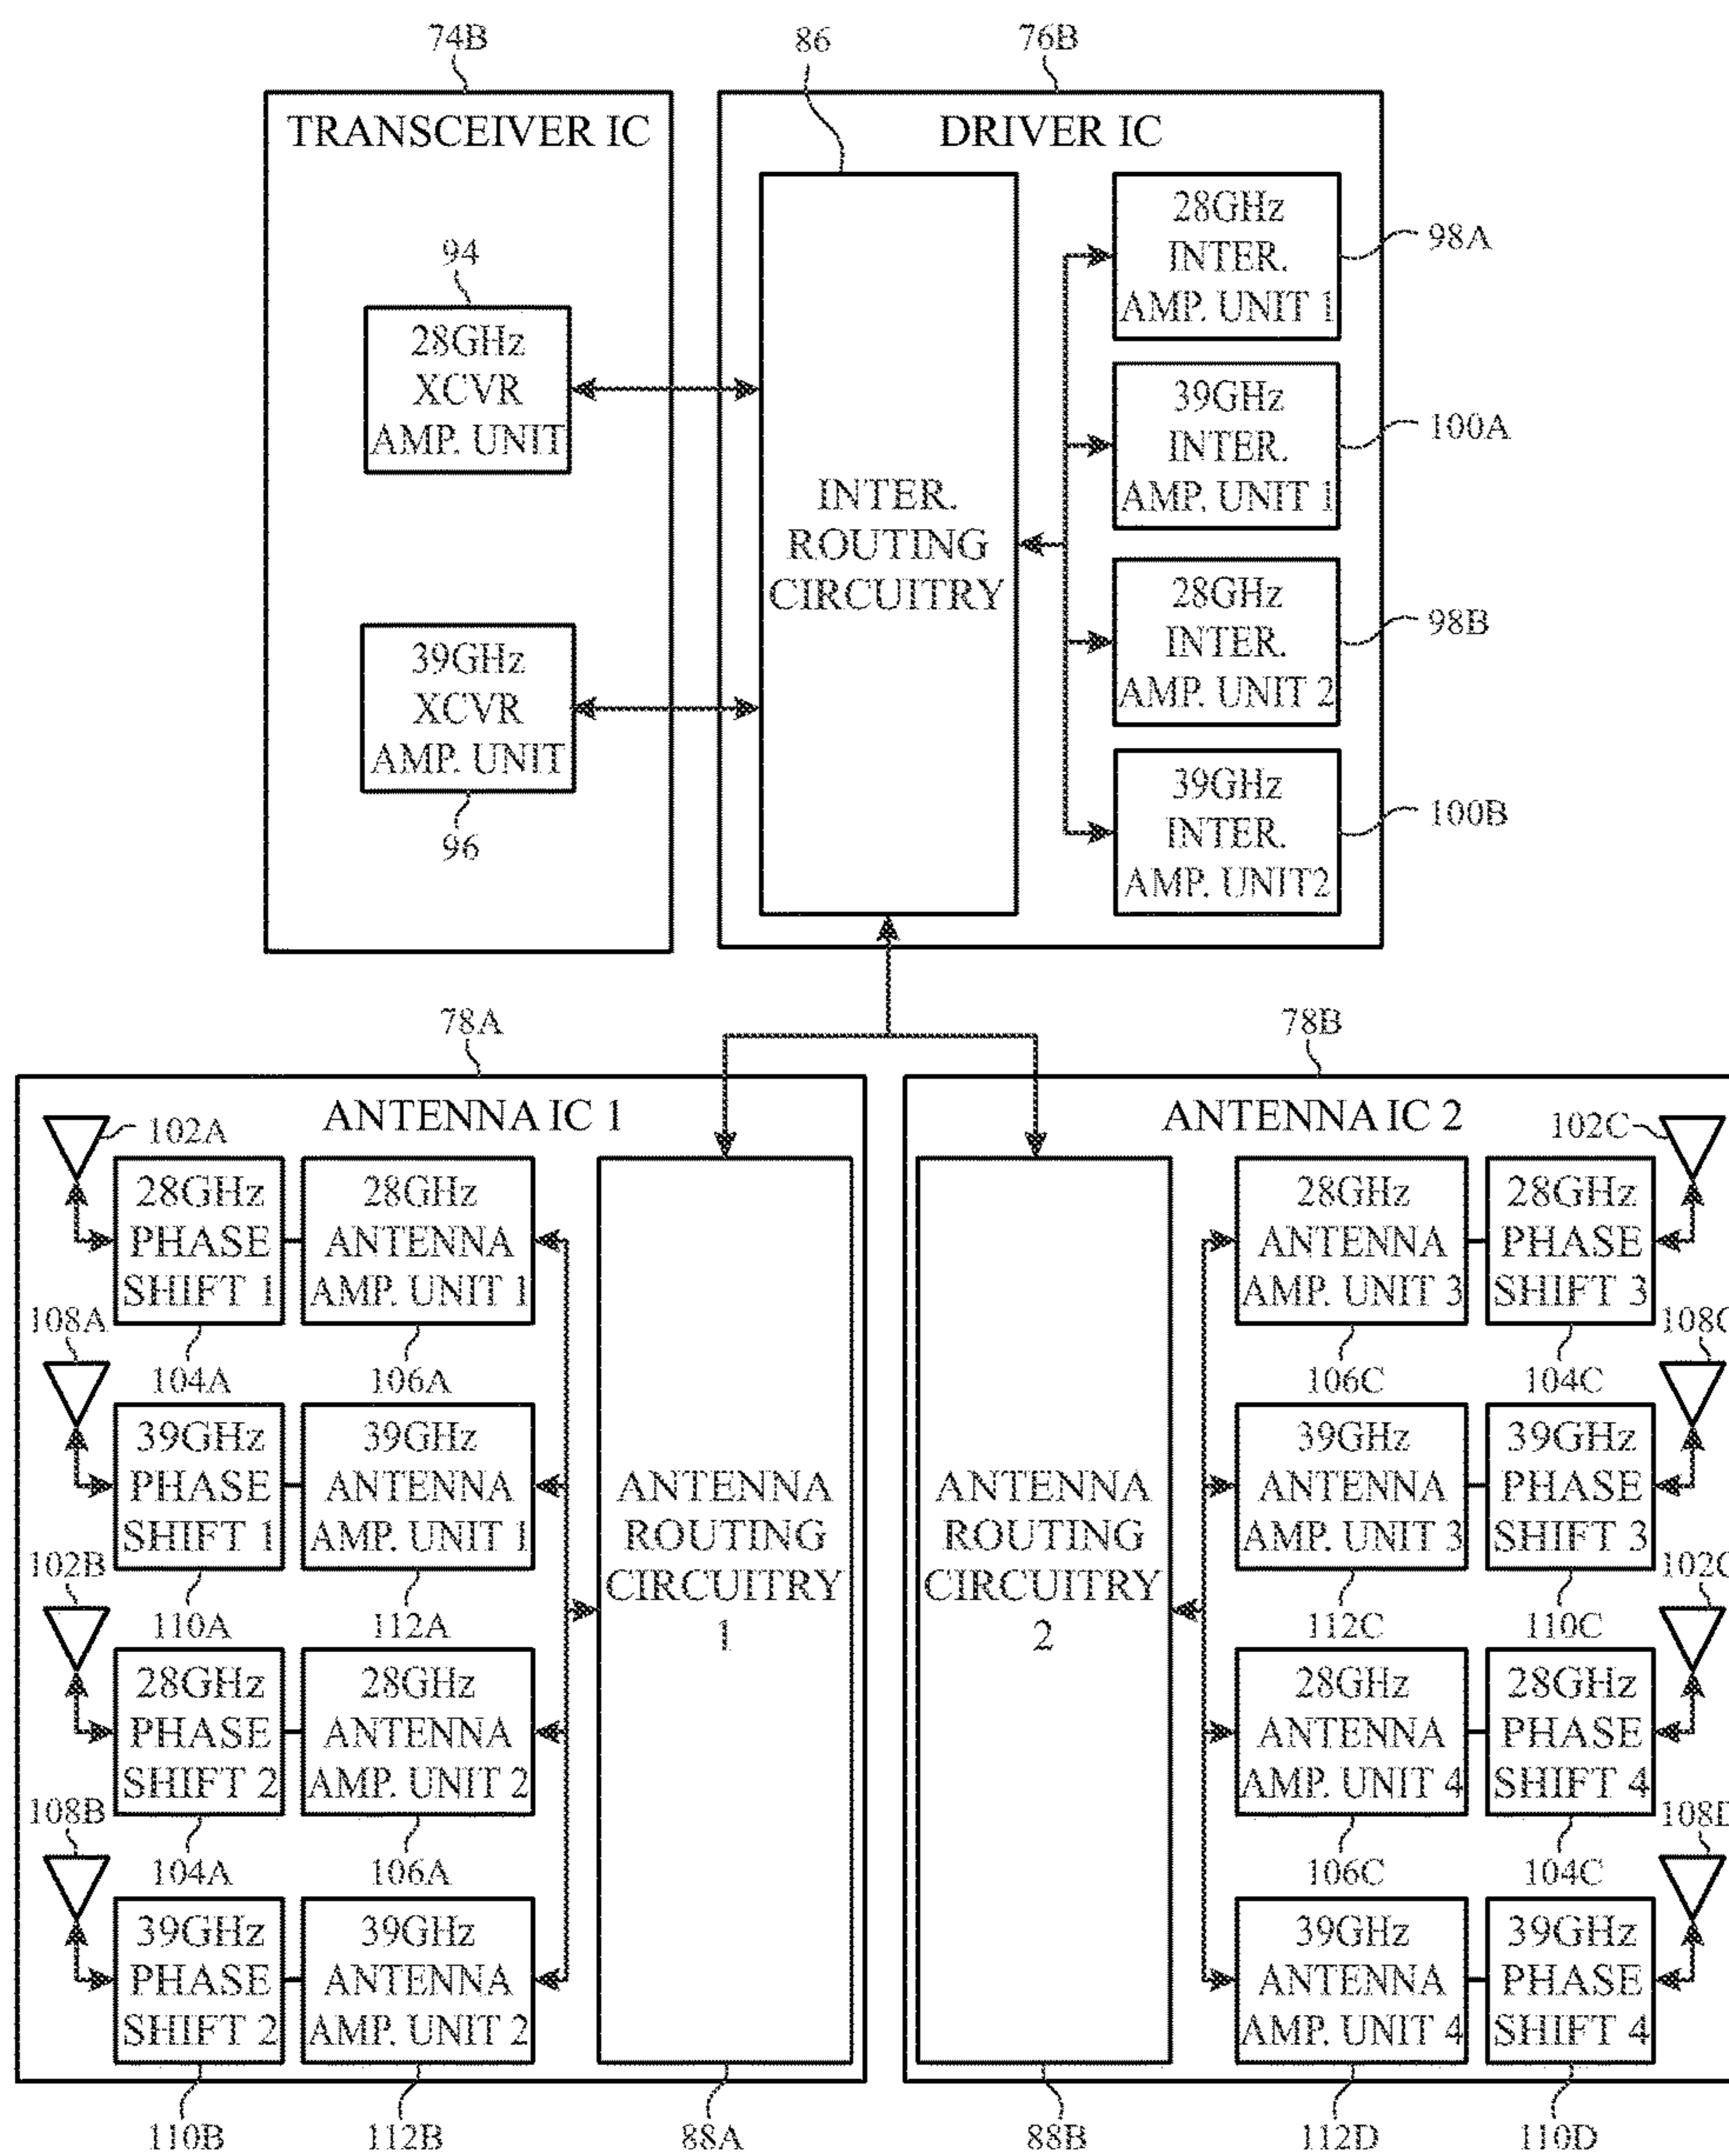 74B
86
76B
TRANSCEIVER IC
DRIVER IC
94
28GHz
XCVR
AMP. UNIT
39GHz
XCVR
AMP. UNIT
96
INTER.
ROUTING
CIRCUITRY
28GHz
INTER.
AMP. UNIT 1
98A
39GHz
INTER.
AMP. UNIT 1
100A
28GHz
INTER.
AMP. UNIT 2
98B
39GHz
INTER.
AMP. UNIT2
100B
78A
ANTENNA IC 1
102A
28GHz
PHASE
SHIFT 1
104A
28GHz
ANTENNA
AMP. UNIT 1
106A
108A
39GHz
PHASE
SHIFT 1
110A
39GHz
ANTENNA
AMP. UNIT 1
112A
102B
28GHz
PHASE
SHIFT 2
104A
28GHz
ANTENNA
AMP. UNIT 2
106A
108B
39GHz
PHASE
SHIFT 2
110B
39GHz
ANTENNA
AMP. UNIT 2
112B
ANTENNA
ROUTING
CIRCUITRY
1
88A
78B
ANTENNA IC 2
ANTENNA
ROUTING
CIRCUITRY
2
88B
102C
28GHz
ANTENNA
AMP. UNIT 3
106C
28GHz
PHASE
SHIFT 3
104C
108C
39GHz
ANTENNA
AMP. UNIT 3
112C
39GHz
PHASE
SHIFT 3
110C
102C
28GHz
ANTENNA
AMP. UNIT 4
106C
28GHz
PHASE
SHIFT 4
104C
108D
39GHz
ANTENNA
AMP. UNIT 4
112D
39GHz
PHASE
SHIFT 4
110D